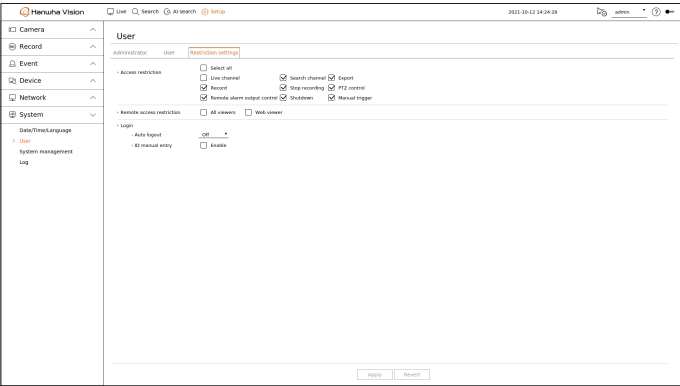 Hanwha Vision
Live Search AI search Setup
2021-10-12 14:24:28
admin
Camera
Record
Event
Device
Network
System
Date/Time/Language
User
System management
Log
User
Administrator User Restriction settings
Access restriction
Select all
Live channel Search channel Export
Record Stop recording PTZ control
Remote alarm output control Shutdown Manual trigger
Remote access restriction All viewers Web viewer
Login
Auto logout Off
ID manual entry Enable
Apply Revert